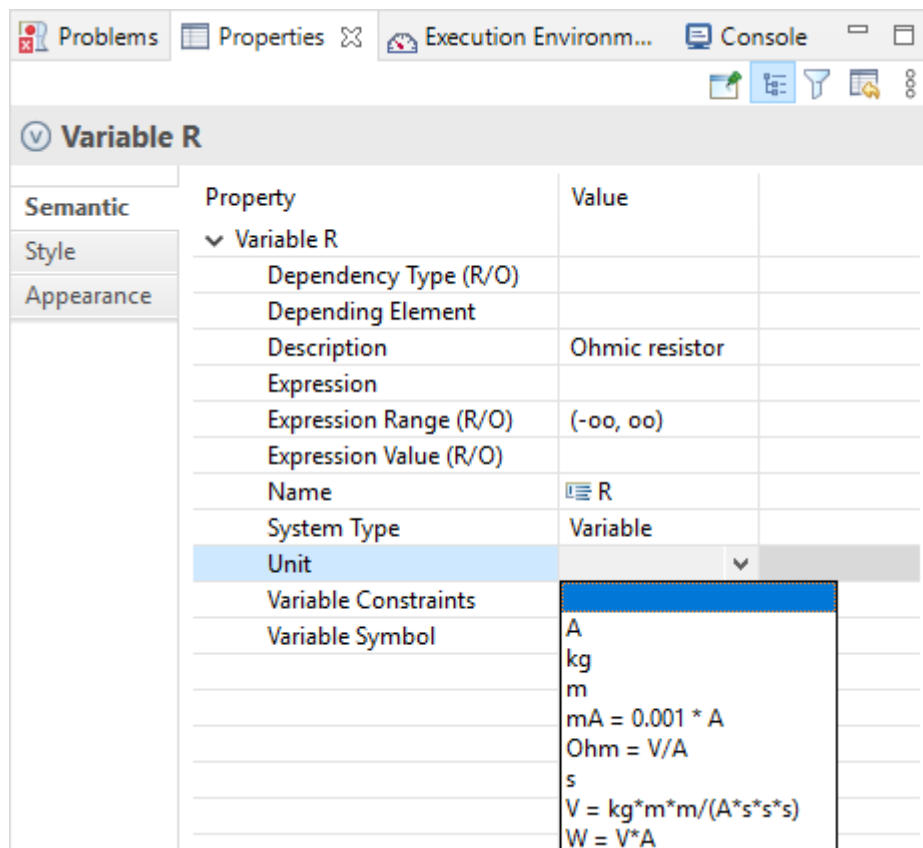 Problems Properties Execution Environm... Console
Variable R
Semantic
Style
Appearance
Property Value
Variable R
Dependency Type (R/O)
Depending Element
Description Ohmic resistor
Expression
Expression Range (R/O) (-oo, oo)
Expression Value (R/O)
Name R
System Type Variable
Unit
Variable Constraints
Variable Symbol
A
kg
m
mA = 0.001 * A
Ohm = V/A
s
V = kg*m*m/(A*s*s*s)
W = V*A